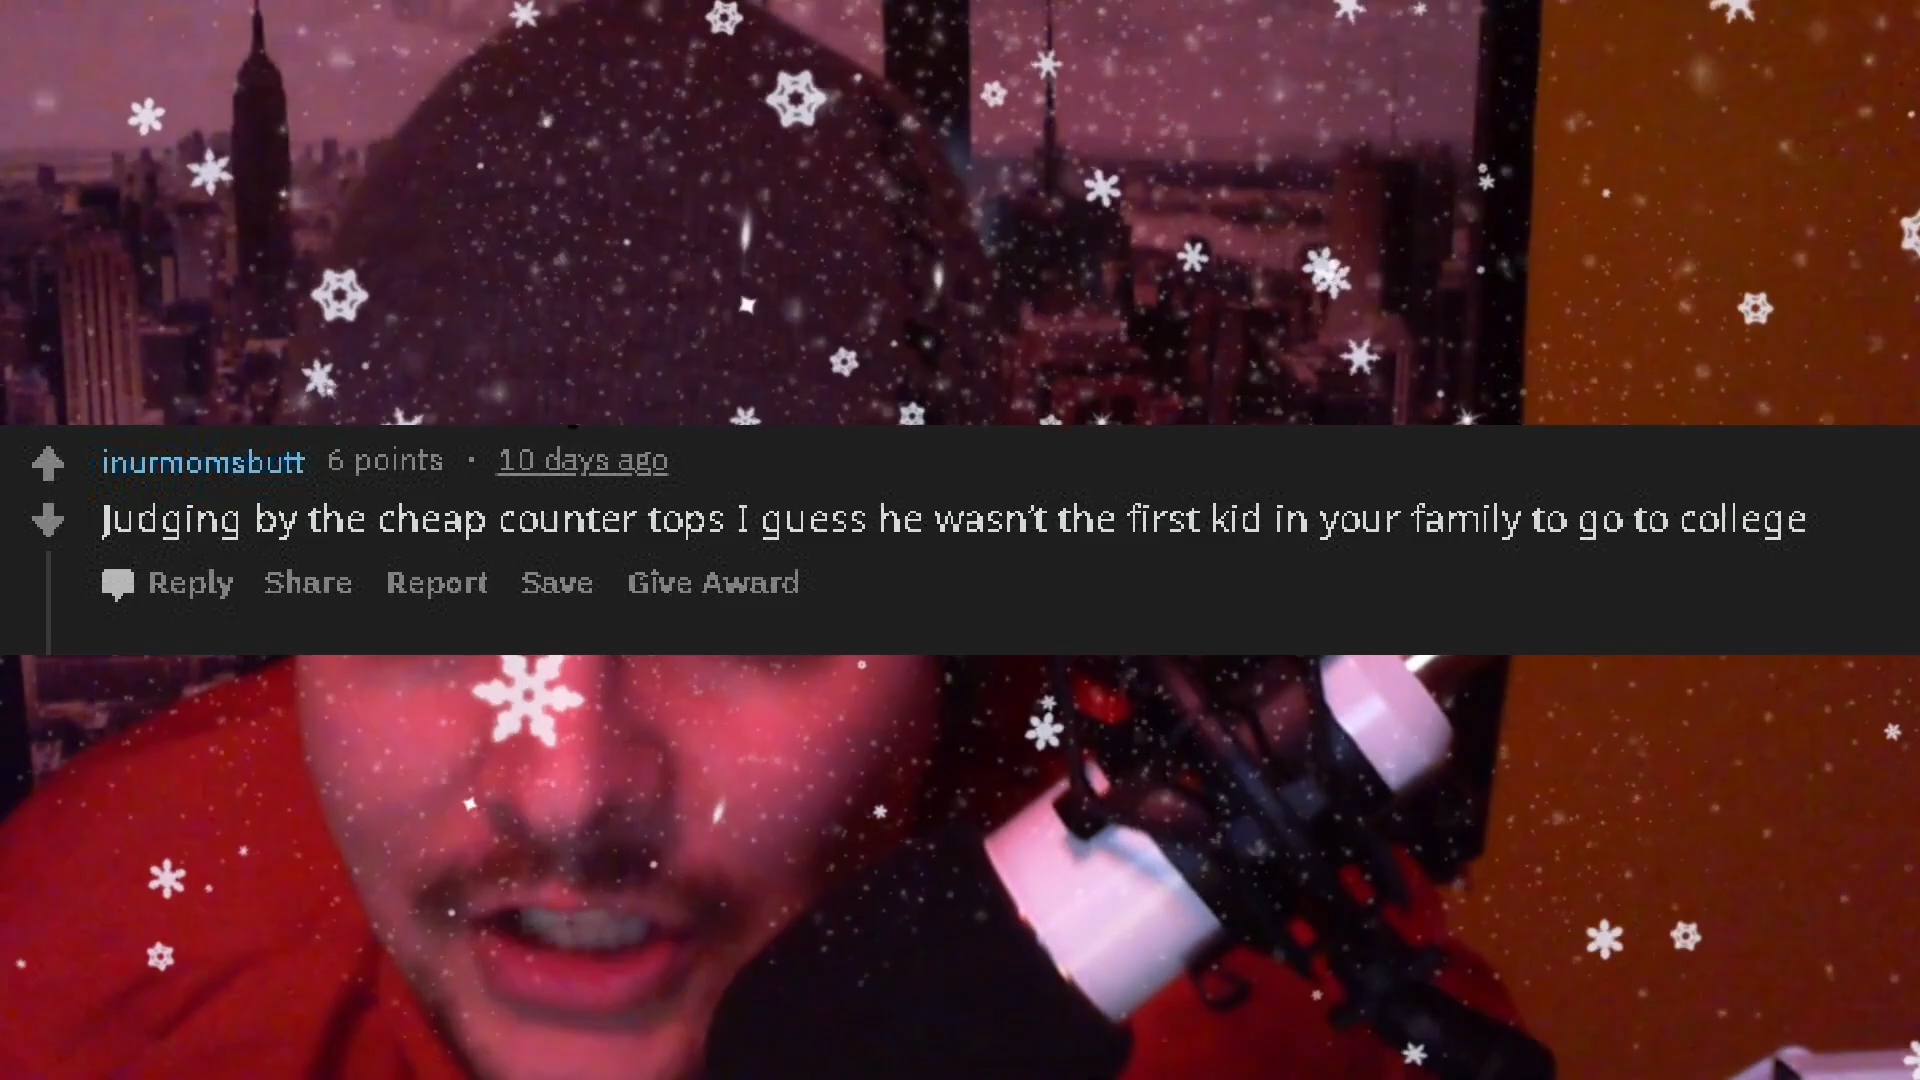 inurmomsbutt 6 points · 10 days ago
Judging by the cheap counter tops I guess he wasn't the first kid in your family to go to college
Reply Share Report Save Give Award